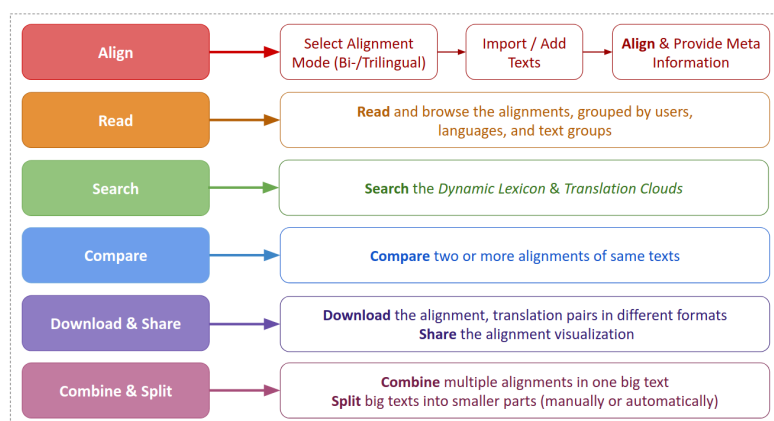 Align
Select Alignment
Mode (Bi-/Trilingual)
Import / Add
Texts
Align & Provide Meta
Information
Read
Read and browse the alignments, grouped by users,
languages, and text groups
Search
Search the Dynamic Lexicon & Translation Clouds
Compare
Compare two or more alignments of same texts
Download & Share
Download the alignment, translation pairs in different formats
Share the alignment visualization
Combine & Split
Combine multiple alignments in one big text
Split big texts into smaller parts (manually or automatically)